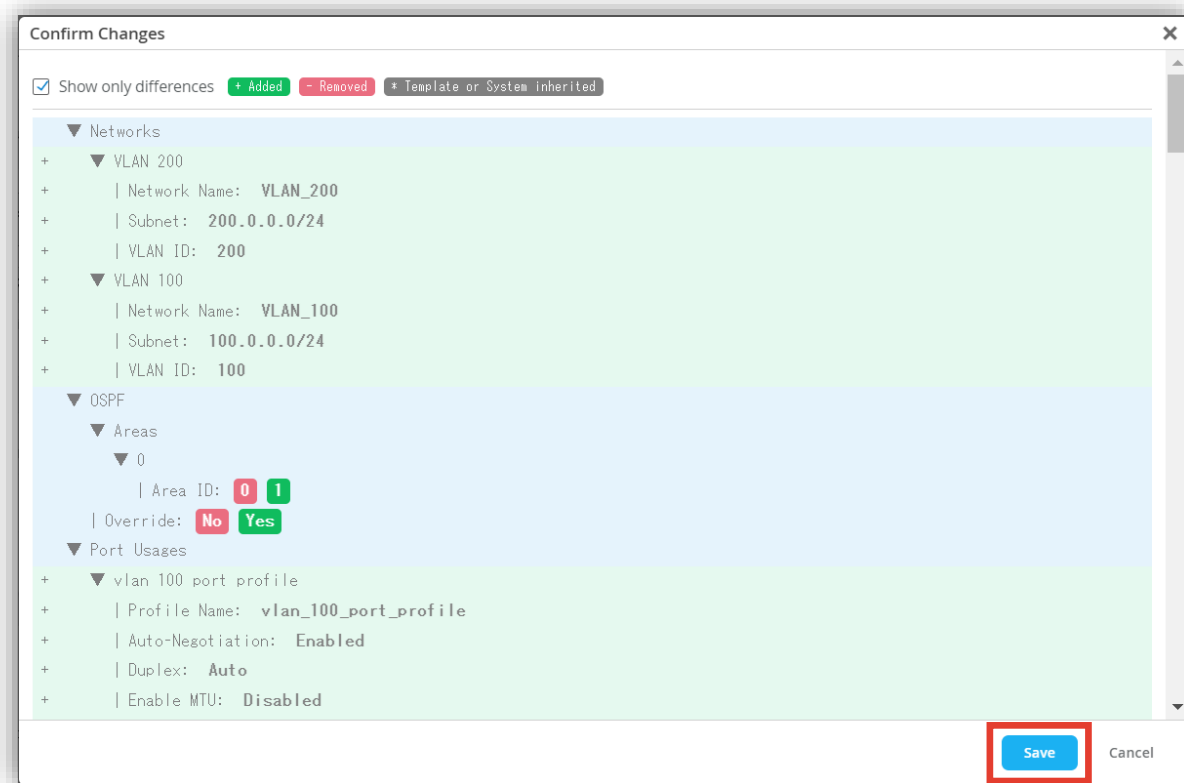 Confirm Changes
Show only differences + Added - Removed * Template or System inherited
▼ Networks
+ ▼ VLAN 200
+ | Network Name: VLAN_200
+ | Subnet: 200.0.0.0/24
+ | VLAN ID: 200
+ ▼ VLAN 100
+ | Network Name: VLAN_100
+ | Subnet: 100.0.0.0/24
+ | VLAN ID: 100
▼ OSPF
▼ Areas
▼ 0
| Area ID: 0 1
| Override: No Yes
▼ Port Usages
+ ▼ vlan 100 port profile
+ | Profile Name: vlan_100_port_profile
+ | Auto-Negotiation: Enabled
+ | Duplex: Auto
+ | Enable MTU: Disabled
Save Cancel